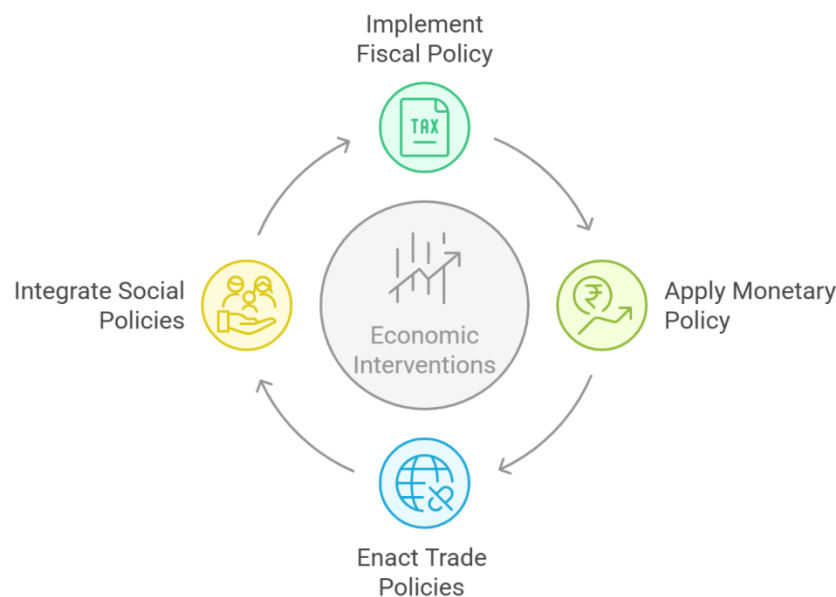 Implement
Fiscal Policy
TAX
Integrate Social
Policies
₹
Apply Monetary
Policy
Economic
Interventions
Enact Trade
Policies